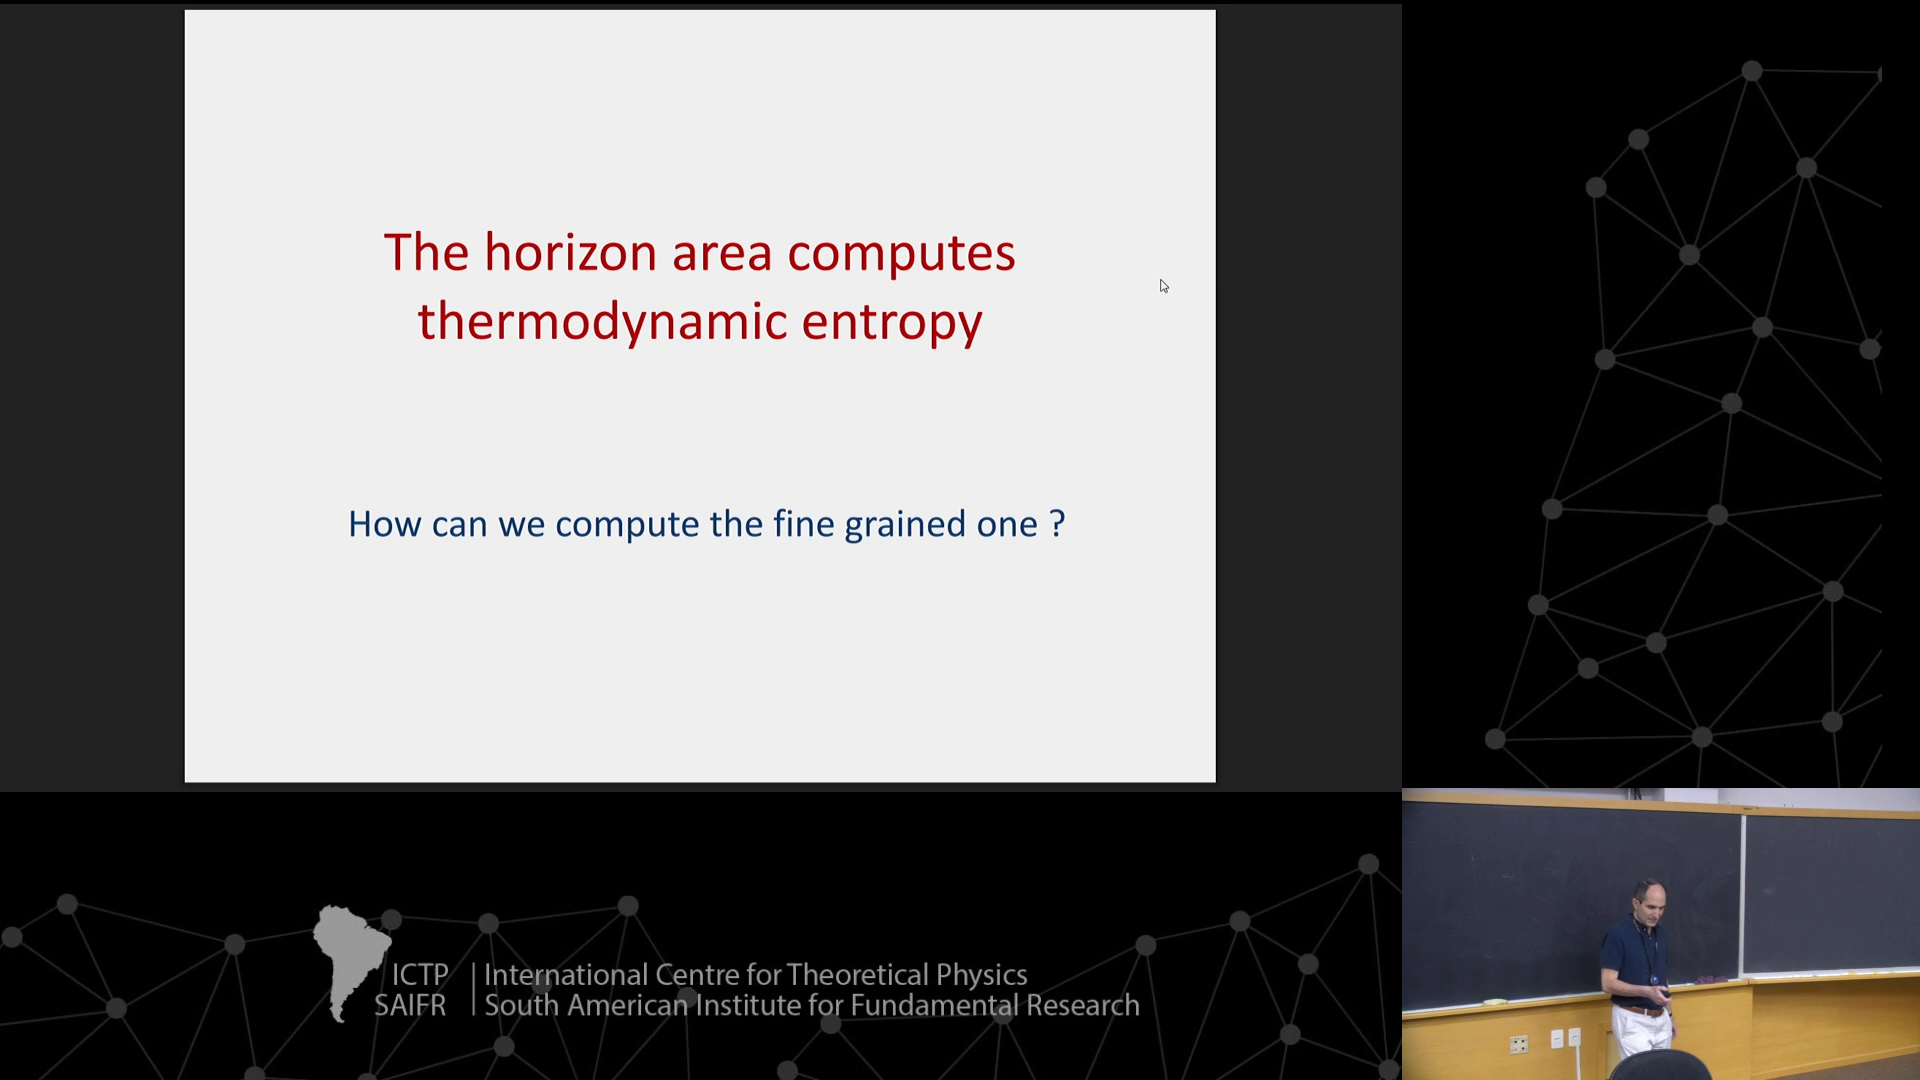 The horizon area computes
thermodynamic entropy
How can we compute the fine grained one ?
ICTP
SAIFR
International Centre for Theoretical Physics
South American Institute for Fundamental Research